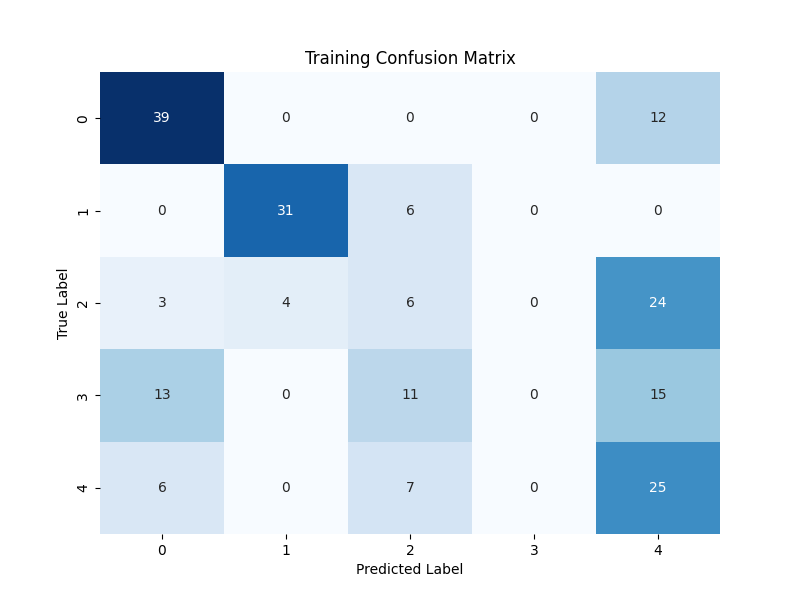 Training Confusion Matrix
True Label
0 39 0 0 0 12
1 0 31 6 0 0
2 3 4 6 0 24
3 13 0 11 0 15
4 6 0 7 0 25
0 1 2 3 4
Predicted Label